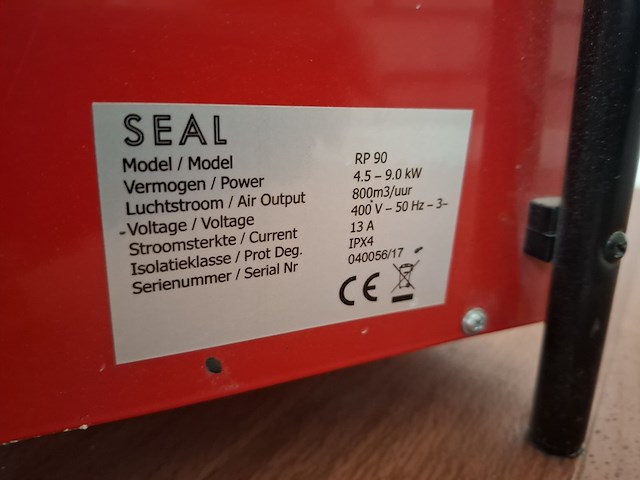 SEAL
Model / Model RP 90
Vermogen / Power 4.5 – 9.0 kW
Luchtstroom / Air Output 800m3/uur
Voltage / Voltage 400 V – 50 Hz – 3~
Stroomsterkte / Current 13 A
Isolatieklasse / Prot Deg. IPX4
Serienummer / Serial Nr 040056/17
CE